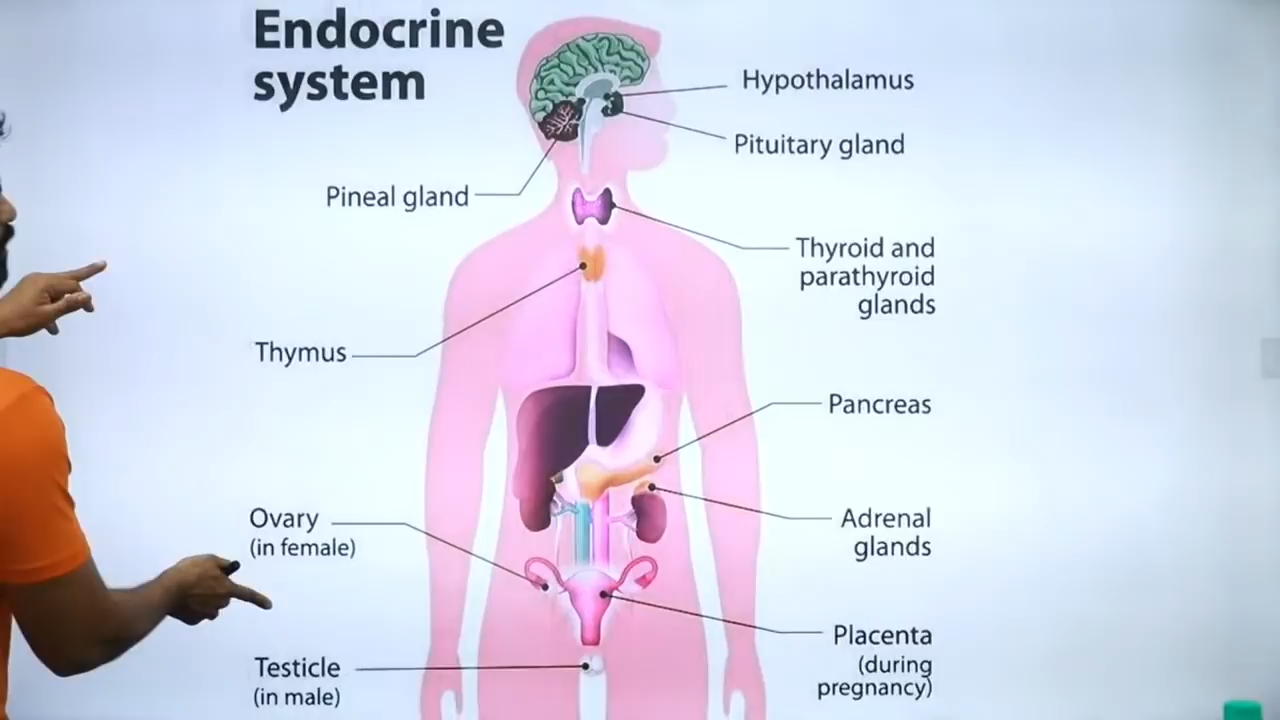 Endocrine
system
Hypothalamus
Pituitary gland
Pineal gland
Thyroid and
parathyroid
glands
Thymus
Pancreas
Ovary
(in female)
Adrenal
glands
Placenta
(during
pregnancy)
Testicle
(in male)